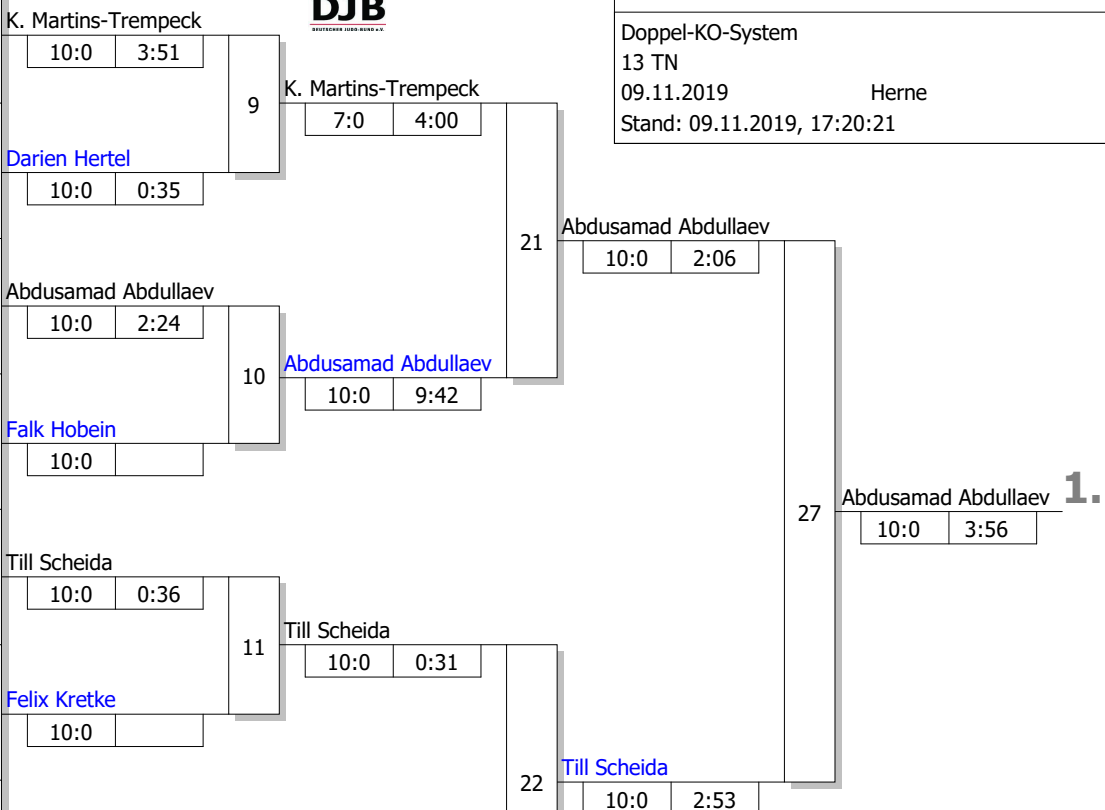 DJB
DEUTSCHER JUDO-BUND e.V.
Doppel-KO-System
13 TN
09.11.2019 Herne
Stand: 09.11.2019, 17:20:21
K. Martins-Trempeck
10:0 3:51
9
Darien Hertel
10:0 0:35
K. Martins-Trempeck
7:0 4:00
21
Abdusamad Abdullaev
10:0 2:24
10
Falk Hobein
10:0
Abdusamad Abdullaev
10:0 9:42
Abdusamad Abdullaev
10:0 2:06
27
Abdusamad Abdullaev 1.
10:0 3:56
Till Scheida
10:0 0:36
11
Felix Kretke
10:0
Till Scheida
10:0 0:31
22
Till Scheida
10:0 2:53